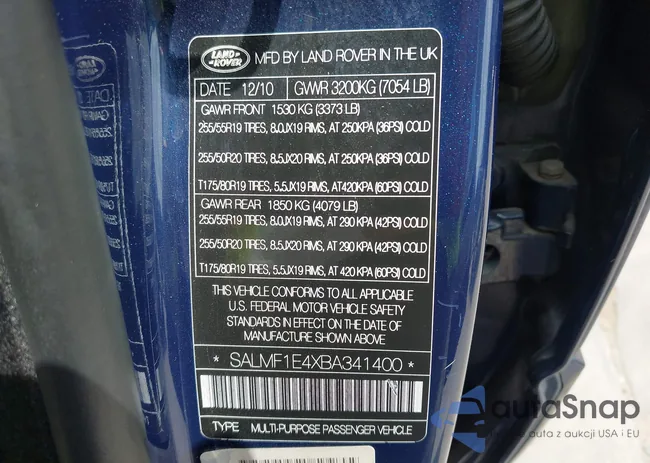 LAND ROVER MFD BY LAND ROVER IN THE UK
DATE 12/10 GVWR 3200KG (7054 LB)
GAWR FRONT 1530 KG (3373 LB)
255/55R19 TIRES, 8.0JX19 RIMS, AT 250KPA (36PSI) COLD
255/50R20 TIRES, 8.5JX20 RIMS, AT 250KPA (36PSI) COLD
T175/80R19 TIRES, 5.5JX19 RIMS, AT420KPA (60PSI) COLD
GAWR REAR 1850 KG (4079 LB)
255/55R19 TIRES, 8.0JX19 RIMS, AT 290 KPA (42PSI) COLD
255/50R20 TIRES, 8.5JX20 RIMS, AT 290 KPA (42PSI) COLD
T175/80R19 TIRES, 5.5JX19 RIMS, AT 420 KPA (60PSI) COLD
THIS VEHICLE CONFORMS TO ALL APPLICABLE
U.S. FEDERAL MOTOR VEHICLE SAFETY
STANDARDS IN EFFECT ON THE DATE OF
MANUFACTURE SHOWN ABOVE
* SALMF1E4XBA341400 *
TYPE MULTI-PURPOSE PASSENGER VEHICLE
autoSnap
auta z aukcji USA i EU